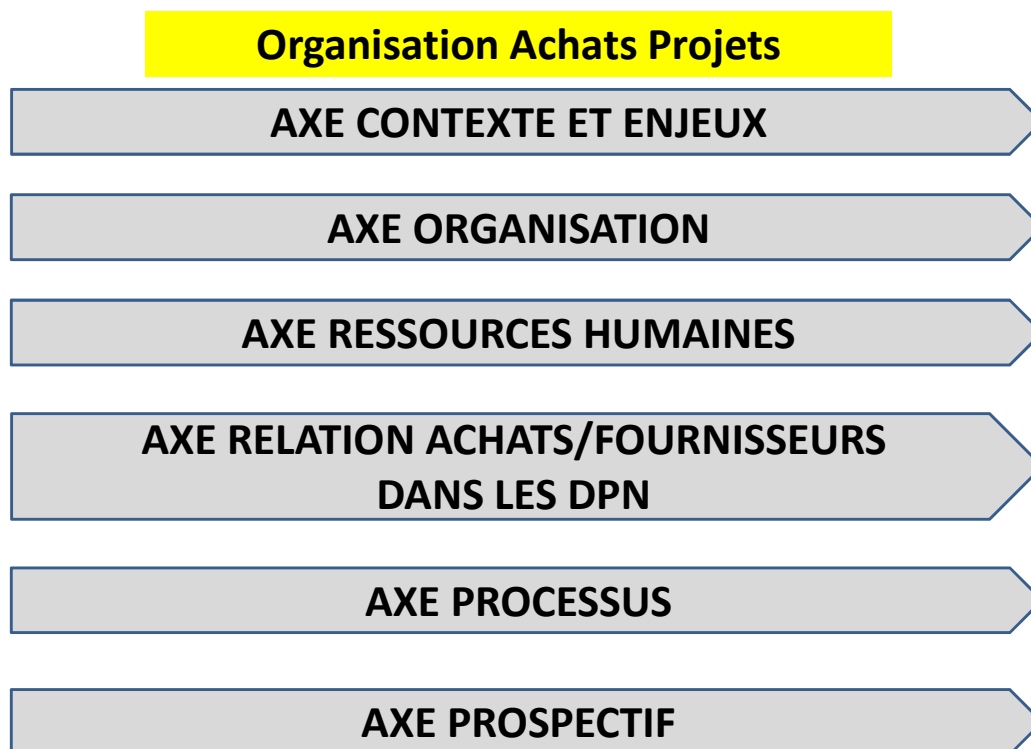 Organisation Achats Projets
AXE CONTEXTE ET ENJEUX
AXE ORGANISATION
AXE RESSOURCES HUMAINES
AXE RELATION ACHATS/FOURNISSEURS
DANS LES DPN
AXE PROCESSUS
AXE PROSPECTIF